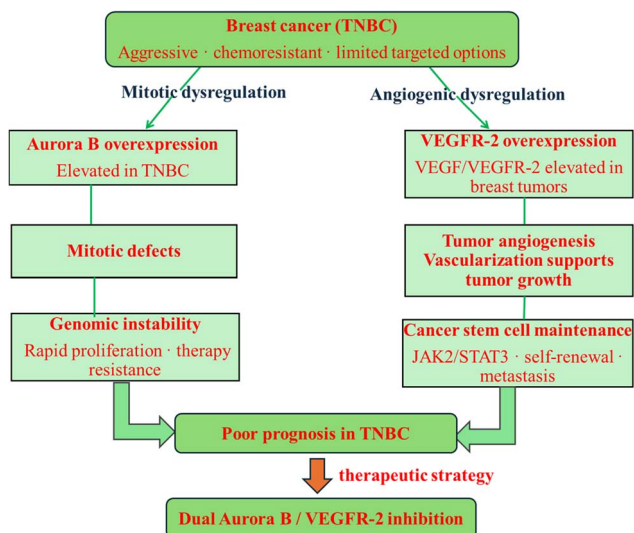 Breast cancer (TNBC)
Aggressive · chemoresistant · limited targeted options
Mitotic dysregulation
Angiogenic dysregulation
Aurora B overexpression
Elevated in TNBC
VEGFR-2 overexpression
VEGF/VEGFR-2 elevated in
breast tumors
Mitotic defects
Tumor angiogenesis
Vascularization supports
tumor growth
Genomic instability
Rapid proliferation · therapy
resistance
Cancer stem cell maintenance
JAK2/STAT3 · self-renewal ·
metastasis
Poor prognosis in TNBC
therapeutic strategy
Dual Aurora B / VEGFR-2 inhibition